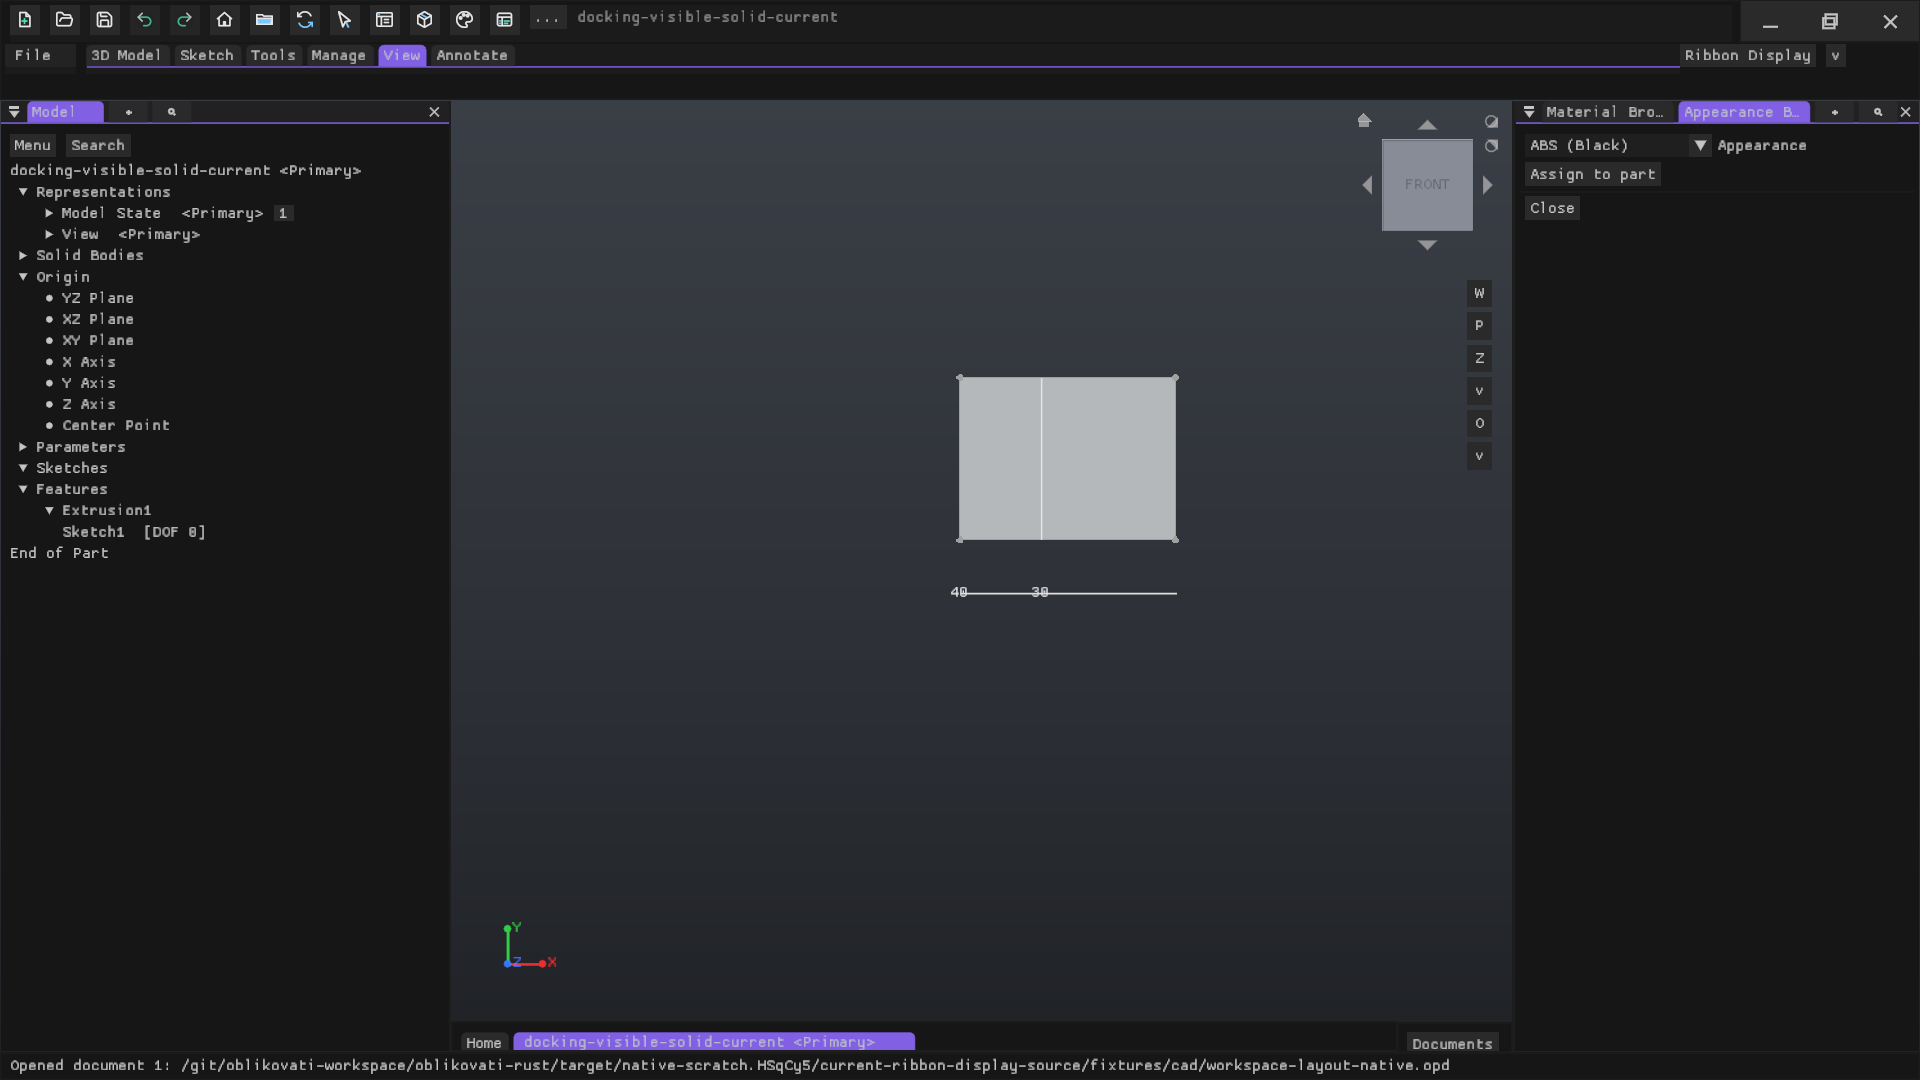 ... docking-visible-solid-current
File 3D Model Sketch Tools Manage View Annotate Ribbon Display v
Model
Menu Search
docking-visible-solid-current <Primary>
Representations
Model State <Primary> 1
View <Primary>
Solid Bodies
Origin
YZ Plane
XZ Plane
XY Plane
X Axis
Y Axis
Z Axis
Center Point
Parameters
Sketches
Features
Extrusion1
Sketch1 [DOF 0]
End of Part
FRONT
W
P
Z
v
O
v
40 30
Y
Z X
Material Bro... Appearance B...
ABS (Black) Appearance
Assign to part
Close
Home docking-visible-solid-current <Primary> Documents
Opened document 1: /git/oblikovati-workspace/oblikovati-rust/target/native-scratch.HSqCy5/current-ribbon-display-source/fixtures/cad/workspace-layout-native.opd